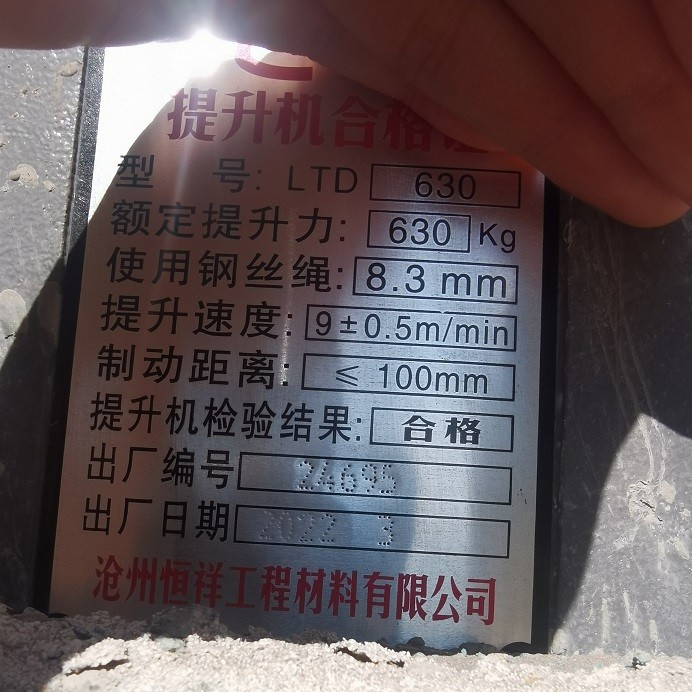 提升机合格证
型 号: LTD 630
额定提升力: 630 Kg
使用钢丝绳: 8.3 mm
提升速度: 9±0.5m/min
制动距离: ≤ 100mm
提升机检验结果: 合格
出厂编号 24695
出厂日期 2022 3
沧州恒祥工程材料有限公司